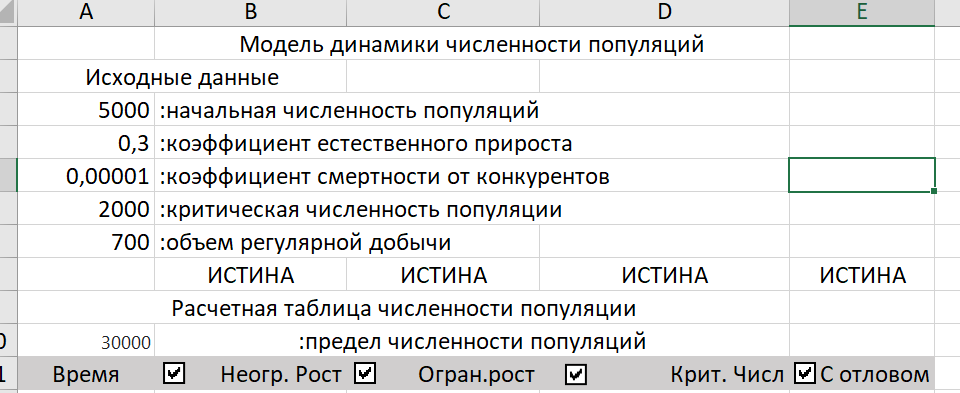 A B C D E
Модель динамики численности популяций
Исходные данные
5000 :начальная численность популяций
0,3 :коэффициент естественного прироста
0,00001 :коэффициент смертности от конкурентов
2000 :критическая численность популяции
700 :объем регулярной добычи
ИСТИНА ИСТИНА ИСТИНА ИСТИНА
Расчетная таблица численности популяции
0 30000 :предел численности популяций
1 Время Неогр. Рост Огран.рост Крит. Числ С отловом